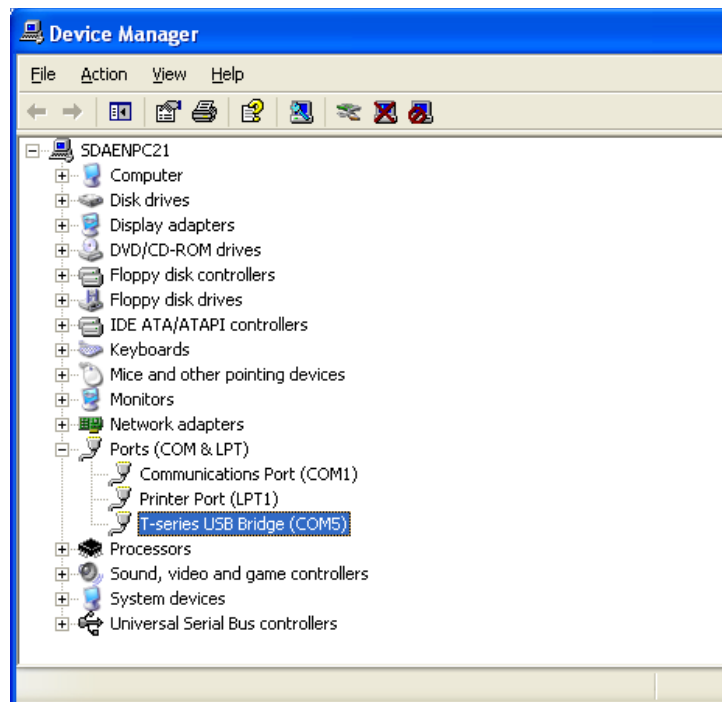 Device Manager
File Action View Help
SDAENPC21
Computer
Disk drives
Display adapters
DVD/CD-ROM drives
Floppy disk controllers
Floppy disk drives
IDE ATA/ATAPI controllers
Keyboards
Mice and other pointing devices
Monitors
Network adapters
Ports (COM & LPT)
Communications Port (COM1)
Printer Port (LPT1)
T-series USB Bridge (COM5)
Processors
Sound, video and game controllers
System devices
Universal Serial Bus controllers